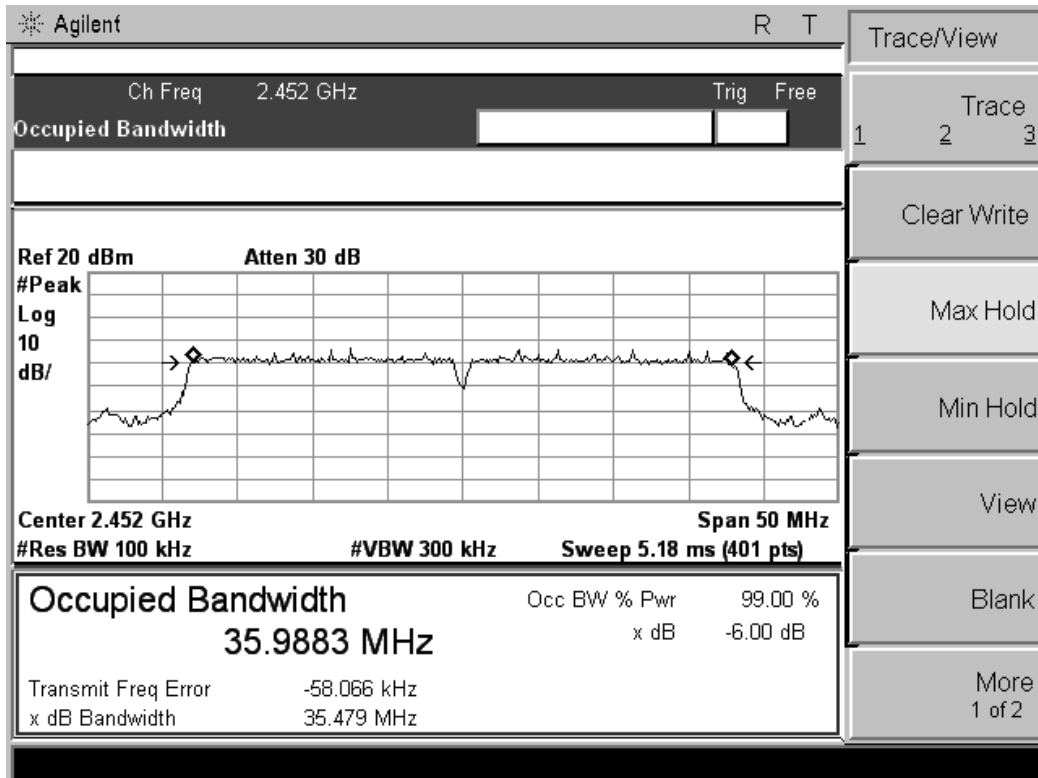 Agilent R T
Ch Freq 2.452 GHz Trig Free
Occupied Bandwidth
Ref 20 dBm Atten 30 dB
#Peak
Log
10
dB/
Center 2.452 GHz Span 50 MHz
#Res BW 100 kHz #VBW 300 kHz Sweep 5.18 ms (401 pts)
Occupied Bandwidth Occ BW % Pwr 99.00 %
35.9883 MHz x dB -6.00 dB
Transmit Freq Error -58.066 kHz
x dB Bandwidth 35.479 MHz
Trace/View
Trace
1 2 3
Clear Write
Max Hold
Min Hold
View
Blank
More
1 of 2